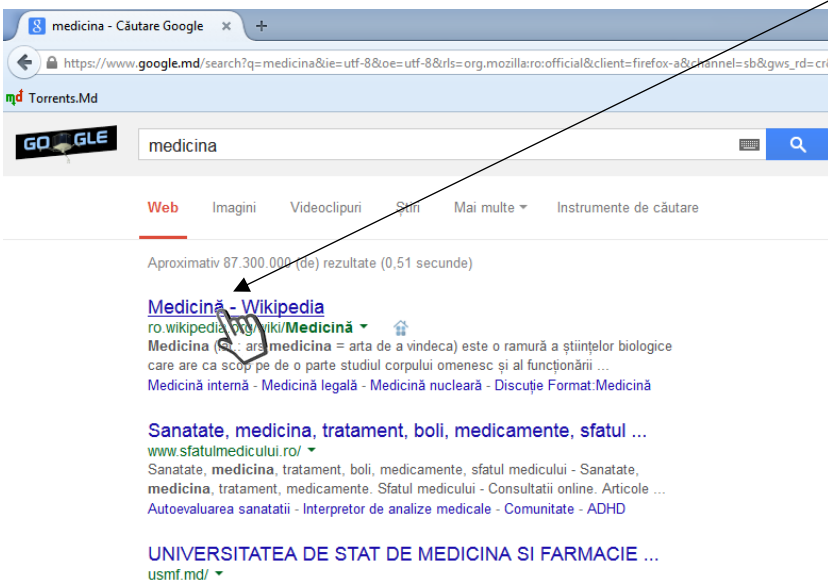 medicina - Căutare Google
https://www.google.md/search?q=medicina&ie=utf-8&oe=utf-8&rls=org.mozilla:ro:official&client=firefox-a&channel=sb&gws_rd=cr&
md Torrents.Md
GOOGLE
medicina
Web Imagini Videoclipuri Știri Mai multe Instrumente de căutare
Aproximativ 87.300.000 (de) rezultate (0,51 secunde)
Medicină - Wikipedia
ro.wikipedia.org/wiki/Medicină
Medicina (lat.: ars medicina = arta de a vindeca) este o ramură a științelor biologice
care are ca scop pe de o parte studiul corpului omenesc și al funcționării ...
Medicină internă - Medicină legală - Medicină nucleară - Discuție Format:Medicină
Sanatate, medicina, tratament, boli, medicamente, sfatul ...
www.sfatulmedicului.ro/
Sanatate, medicina, tratament, boli, medicamente, sfatul medicului - Sanatate,
medicina, tratament, medicamente. Sfatul medicului - Consultatii online. Articole ...
Autoevaluarea sanatatii - Interpretor de analize medicale - Comunitate - ADHD
UNIVERSITATEA DE STAT DE MEDICINA SI FARMACIE ...
usmf.md/